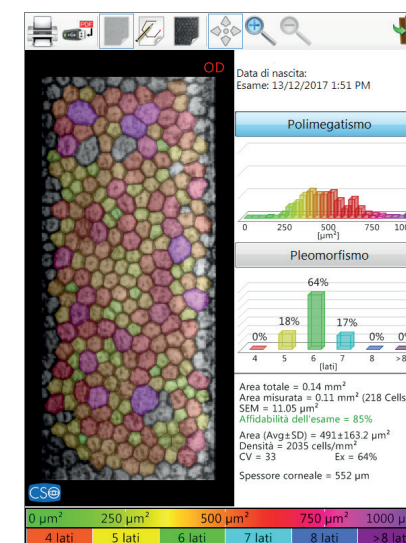 PDF
OD
Data di nascita:
Esame: 13/12/2017 1:51 PM
Polimegatismo
0 250 500 750
[µm²]
Pleomorfismo
0% 18% 64% 17% 0% 0%
4 5 6 7 8 >8
[lati]
Area totale = 0.14 mm²
Area misurata = 0.11 mm² (218 Cells
SEM = 11.05 µm²
Affidabilità dell'esame = 85%
Area (Avg±SD) = 491±163.2 µm²
Densità = 2035 cells/mm²
CV = 33 Ex = 64%
Spessore corneale = 552 µm
CSO
0 µm² 250 µm² 500 µm² 750 µm² 1000
4 lati 5 lati 6 lati 7 lati 8 lati >8 lati